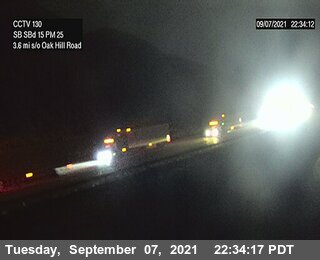 CCTV 130
SB SBd 15 PM 25
3.6 mi s/o Oak Hill Road
09/07/2021 22:34:12
Tuesday, September 07, 2021 22:34:17 PDT